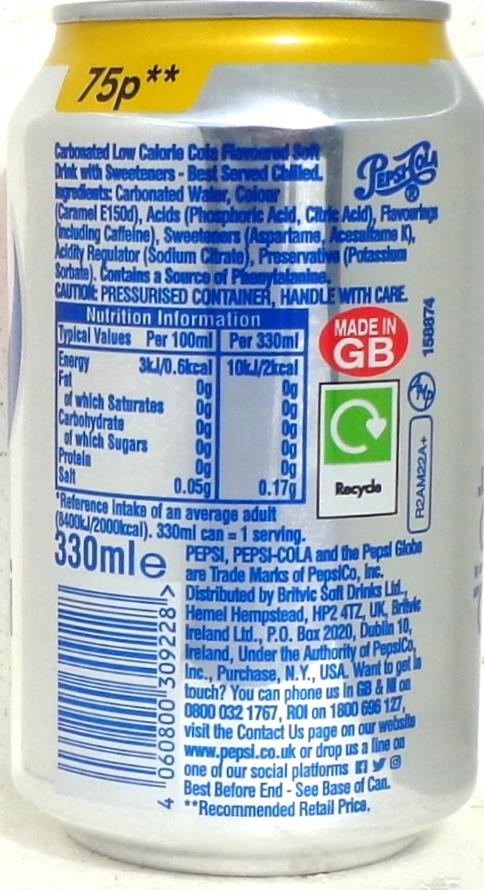 75p**
Carbonated Low Calorie Cola Flavoured Soft
Drink with Sweeteners - Best Served Chilled.
Ingredients: Carbonated Water, Colour
(Caramel E150d), Acids (Phosphoric Acid, Citric Acid), Flavourings
(Including Caffeine), Sweeteners (Aspartame, Acesulfame K),
Acidity Regulator (Sodium Citrate), Preservative (Potassium
Sorbate). Contains a Source of Phenylalanine.
CAUTION: PRESSURISED CONTAINER, HANDLE WITH CARE.
PEPSI-COLA
®
Nutrition Information
Typical Values Per 100ml Per 330ml
Energy 3kJ/0.6kcal 10kJ/2kcal
Fat 0g 0g
of which Saturates 0g 0g
Carbohydrate 0g 0g
of which Sugars 0g 0g
Protein 0g 0g
Salt 0.05g 0.17g
*Reference intake of an average adult
(8400kJ/2000kcal). 330ml can = 1 serving.
MADE IN
GB
158874
Recycle
R2AM22A+
330ml e
PEPSI, PEPSI-COLA and the Pepsi Globe
are Trade Marks of PepsiCo, Inc.
Distributed by Britvic Soft Drinks Ltd.,
Hemel Hempstead, HP2 4TZ, UK, Britvic
Ireland Ltd., P.O. Box 2020, Dublin 10,
Ireland, Under the Authority of PepsiCo,
Inc., Purchase, N.Y., USA. Want to get in
touch? You can phone us in GB & NI on
0800 032 1767, ROI on 1800 696 127,
visit the Contact Us page on our website
www.pepsi.co.uk or drop us a line on
one of our social platforms
Best Before End - See Base of Can.
**Recommended Retail Price.
4 060800 309228 >